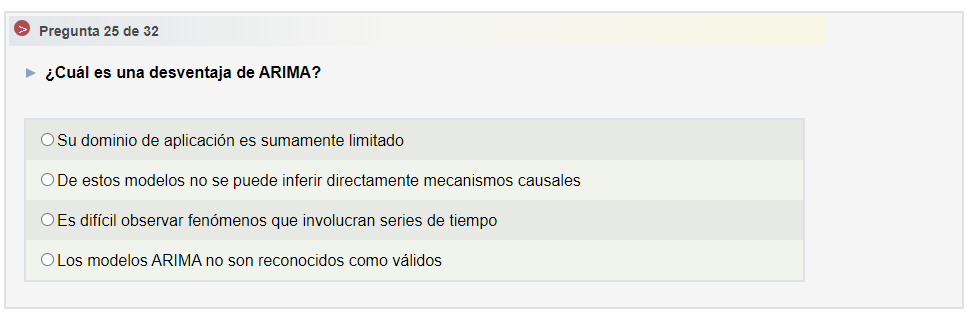 Pregunta 25 de 32
¿Cuál es una desventaja de ARIMA?
Su dominio de aplicación es sumamente limitado
De estos modelos no se puede inferir directamente mecanismos causales
Es difícil observar fenómenos que involucran series de tiempo
Los modelos ARIMA no son reconocidos como válidos